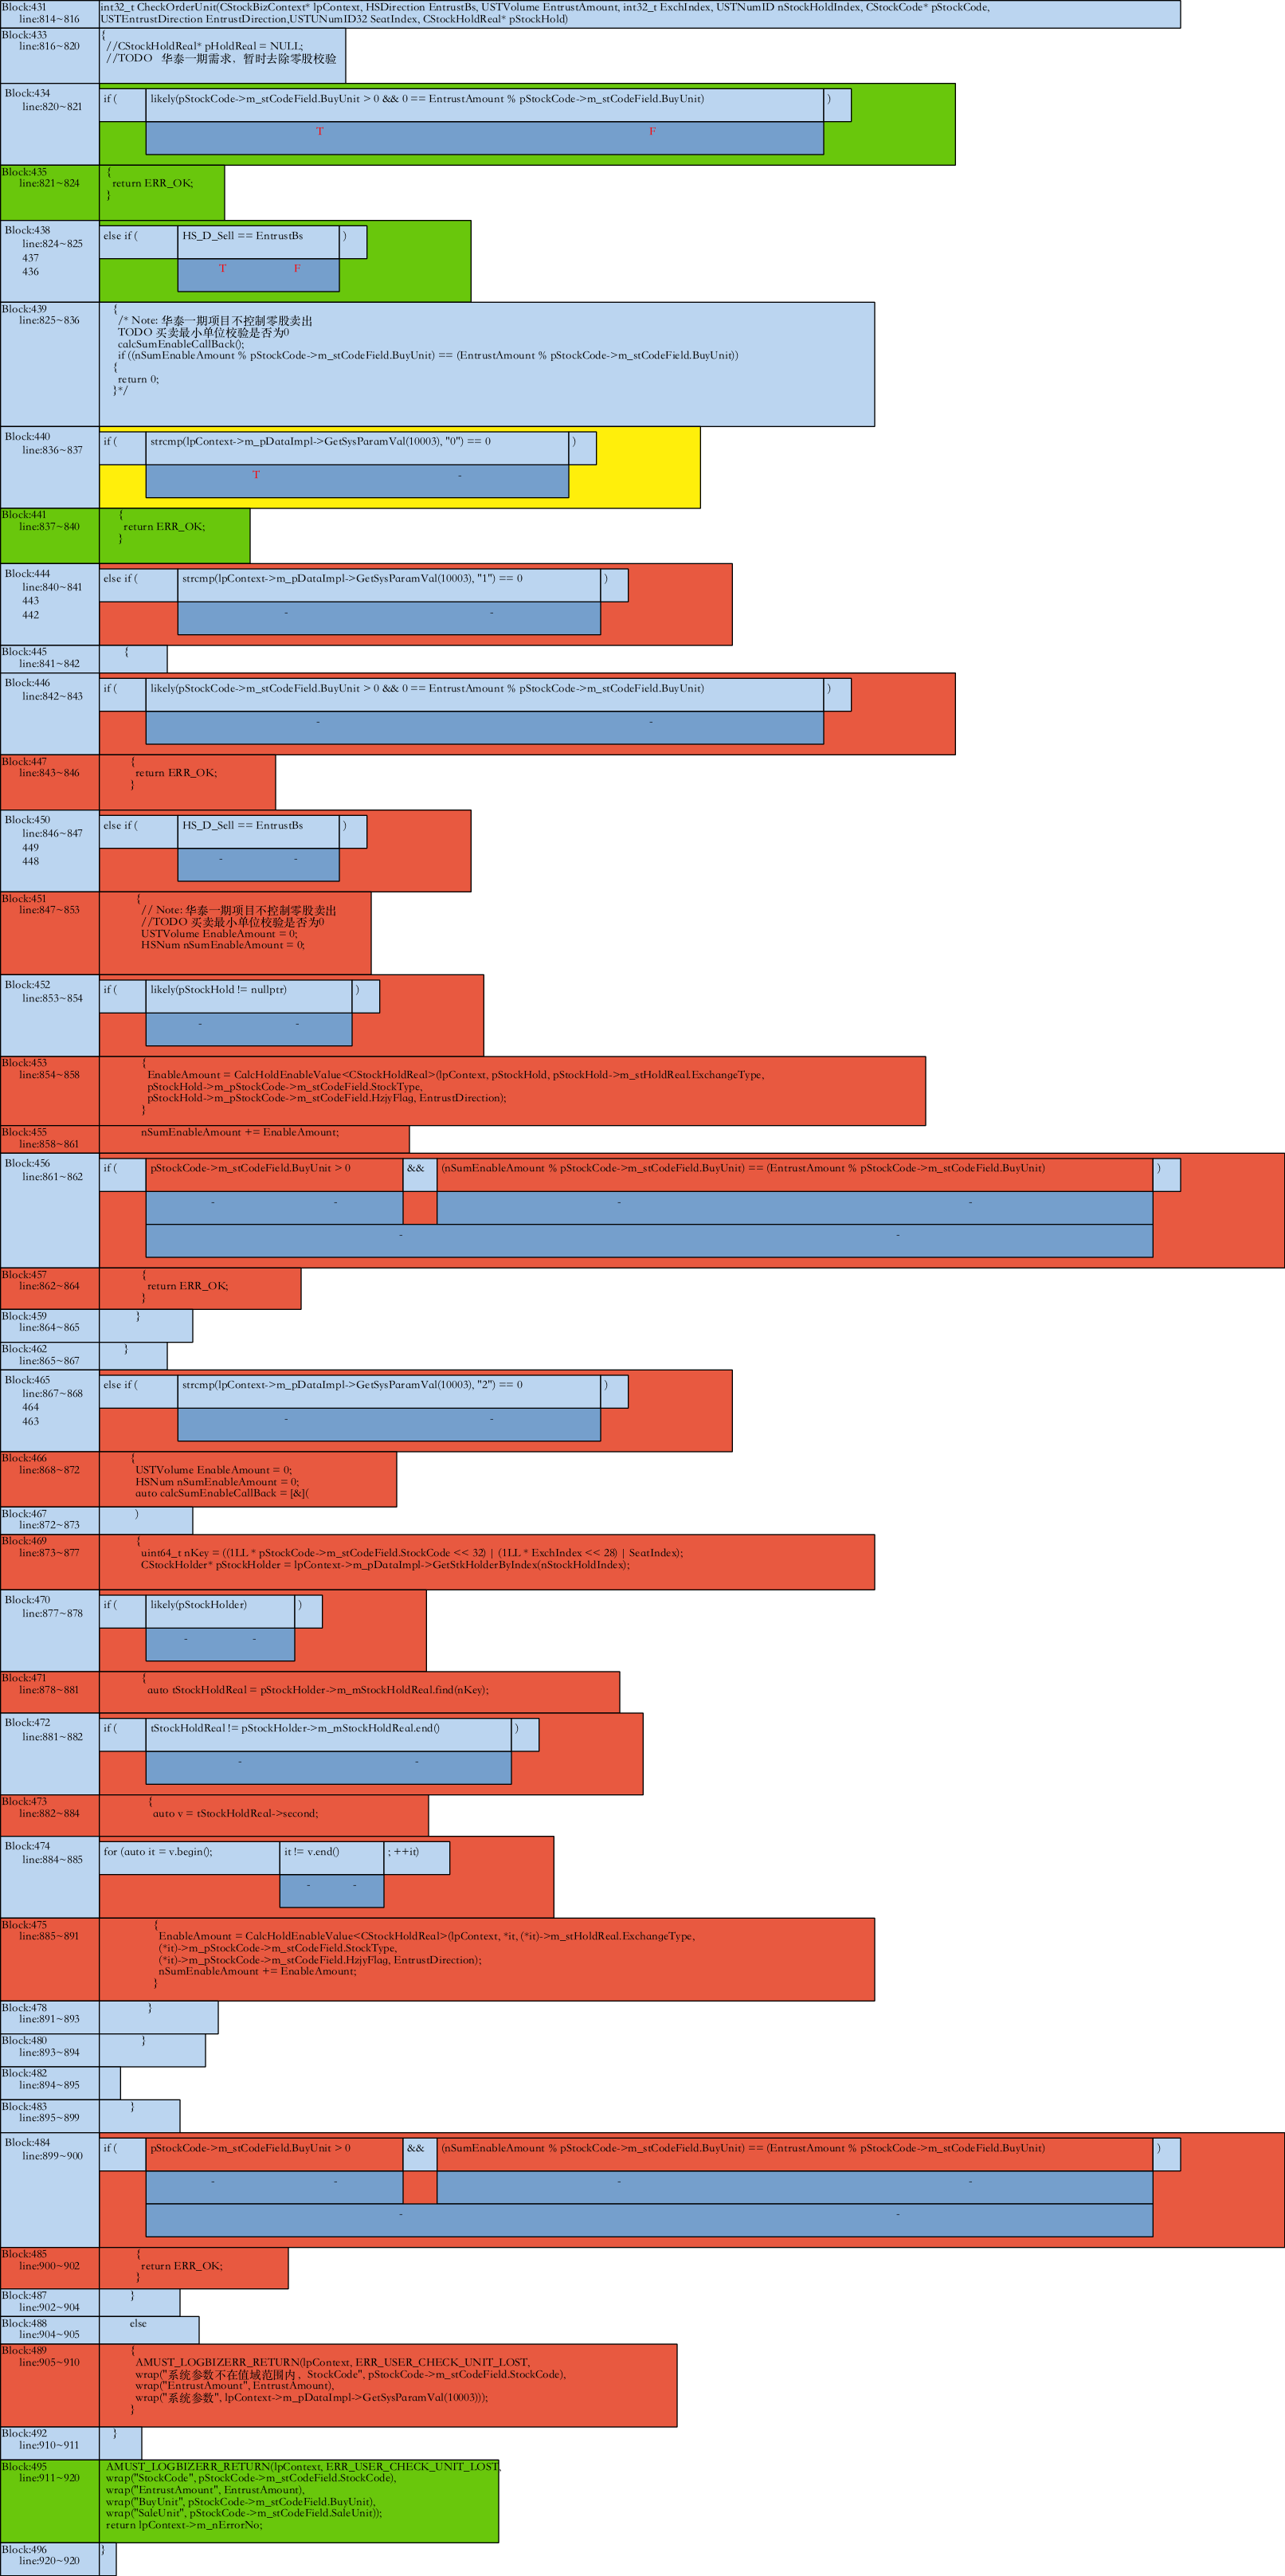 Block:431
line:814~816
int32_t CheckOrderUnit(CStockBizContext* lpContext, HSDirection EntrustBs, USTVolume EntrustAmount, int32_t ExchIndex, USTNumID nStockHoldIndex, CStockCode* pStockCode,
USTEntrustDirection EntrustDirection,USTUNumID32 SeatIndex, CStockHoldReal* pStockHold)
Block:433
line:816~820
{
//CStockHoldReal* pHoldReal = NULL;
//TODO 华泰一期需求，暂时去除零股校验
Block:434
line:820~821
if ( likely(pStockCode->m_stCodeField.BuyUnit > 0 && 0 == EntrustAmount % pStockCode->m_stCodeField.BuyUnit) )
T F
Block:435
line:821~824
{
return ERR_OK;
}
Block:438
line:824~825
437
436
else if ( HS_D_Sell == EntrustBs )
T F
Block:439
line:825~836
{
/* Note: 华泰一期项目不控制零股卖出
TODO 买卖最小单位校验是否为0
calcSumEnableCallBack();
if ((nSumEnableAmount % pStockCode->m_stCodeField.BuyUnit) == (EntrustAmount % pStockCode->m_stCodeField.BuyUnit))
{
return 0;
}*/
Block:440
line:836~837
if ( strcmp(lpContext->m_pDataImpl->GetSysParamVal(10003), "0") == 0 )
T -
Block:441
line:837~840
{
return ERR_OK;
}
Block:444
line:840~841
443
442
else if ( strcmp(lpContext->m_pDataImpl->GetSysParamVal(10003), "1") == 0 )
- -
Block:445
line:841~842
{
Block:446
line:842~843
if ( likely(pStockCode->m_stCodeField.BuyUnit > 0 && 0 == EntrustAmount % pStockCode->m_stCodeField.BuyUnit) )
- -
Block:447
line:843~846
{
return ERR_OK;
}
Block:450
line:846~847
449
448
else if ( HS_D_Sell == EntrustBs )
- -
Block:451
line:847~853
{
// Note: 华泰一期项目不控制零股卖出
//TODO 买卖最小单位校验是否为0
USTVolume EnableAmount = 0;
HSNum nSumEnableAmount = 0;
Block:452
line:853~854
if ( likely(pStockHold != nullptr) )
- -
Block:453
line:854~858
{
EnableAmount = CalcHoldEnableValue<CStockHoldReal>(lpContext, pStockHold, pStockHold->m_stHoldReal.ExchangeType,
pStockHold->m_pStockCode->m_stCodeField.StockType,
pStockHold->m_pStockCode->m_stCodeField.HzjyFlag, EntrustDirection);
}
Block:455
line:858~861
nSumEnableAmount += EnableAmount;
Block:456
line:861~862
if ( pStockCode->m_stCodeField.BuyUnit > 0 && (nSumEnableAmount % pStockCode->m_stCodeField.BuyUnit) == (EntrustAmount % pStockCode->m_stCodeField.BuyUnit) )
- - - -
- -
Block:457
line:862~864
{
return ERR_OK;
}
Block:459
line:864~865
}
Block:462
line:865~867
}
Block:465
line:867~868
464
463
else if ( strcmp(lpContext->m_pDataImpl->GetSysParamVal(10003), "2") == 0 )
- -
Block:466
line:868~872
{
USTVolume EnableAmount = 0;
HSNum nSumEnableAmount = 0;
auto calcSumEnableCallBack = [&](
Block:467
line:872~873
)
Block:469
line:873~877
{
uint64_t nKey = ((1LL * pStockCode->m_stCodeField.StockCode << 32) | (1LL * ExchIndex << 28) | SeatIndex);
CStockHolder* pStockHolder = lpContext->m_pDataImpl->GetStkHolderByIndex(nStockHoldIndex);
Block:470
line:877~878
if ( likely(pStockHolder) )
- -
Block:471
line:878~881
{
auto tStockHoldReal = pStockHolder->m_mStockHoldReal.find(nKey);
Block:472
line:881~882
if ( tStockHoldReal != pStockHolder->m_mStockHoldReal.end() )
- -
Block:473
line:882~884
{
auto v = tStockHoldReal->second;
Block:474
line:884~885
for (auto it = v.begin(); it != v.end() ; ++it)
- -
Block:475
line:885~891
{
EnableAmount = CalcHoldEnableValue<CStockHoldReal>(lpContext, *it, (*it)->m_stHoldReal.ExchangeType,
(*it)->m_pStockCode->m_stCodeField.StockType,
(*it)->m_pStockCode->m_stCodeField.HzjyFlag, EntrustDirection);
nSumEnableAmount += EnableAmount;
}
Block:478
line:891~893
}
Block:480
line:893~894
}
Block:482
line:894~895
Block:483
line:895~899
}
Block:484
line:899~900
if ( pStockCode->m_stCodeField.BuyUnit > 0 && (nSumEnableAmount % pStockCode->m_stCodeField.BuyUnit) == (EntrustAmount % pStockCode->m_stCodeField.BuyUnit) )
- - - -
- -
Block:485
line:900~902
{
return ERR_OK;
}
Block:487
line:902~904
}
Block:488
line:904~905
else
Block:489
line:905~910
{
AMUST_LOGBIZERR_RETURN(lpContext, ERR_USER_CHECK_UNIT_LOST,
wrap("系统参数不在值域范围内，StockCode", pStockCode->m_stCodeField.StockCode),
wrap("EntrustAmount", EntrustAmount),
wrap("系统参数", lpContext->m_pDataImpl->GetSysParamVal(10003)));
}
Block:492
line:910~911
}
Block:495
line:911~920
AMUST_LOGBIZERR_RETURN(lpContext, ERR_USER_CHECK_UNIT_LOST,
wrap("StockCode", pStockCode->m_stCodeField.StockCode),
wrap("EntrustAmount", EntrustAmount),
wrap("BuyUnit", pStockCode->m_stCodeField.BuyUnit),
wrap("SaleUnit", pStockCode->m_stCodeField.SaleUnit));
return lpContext->m_nErrorNo;
Block:496
line:920~920
}